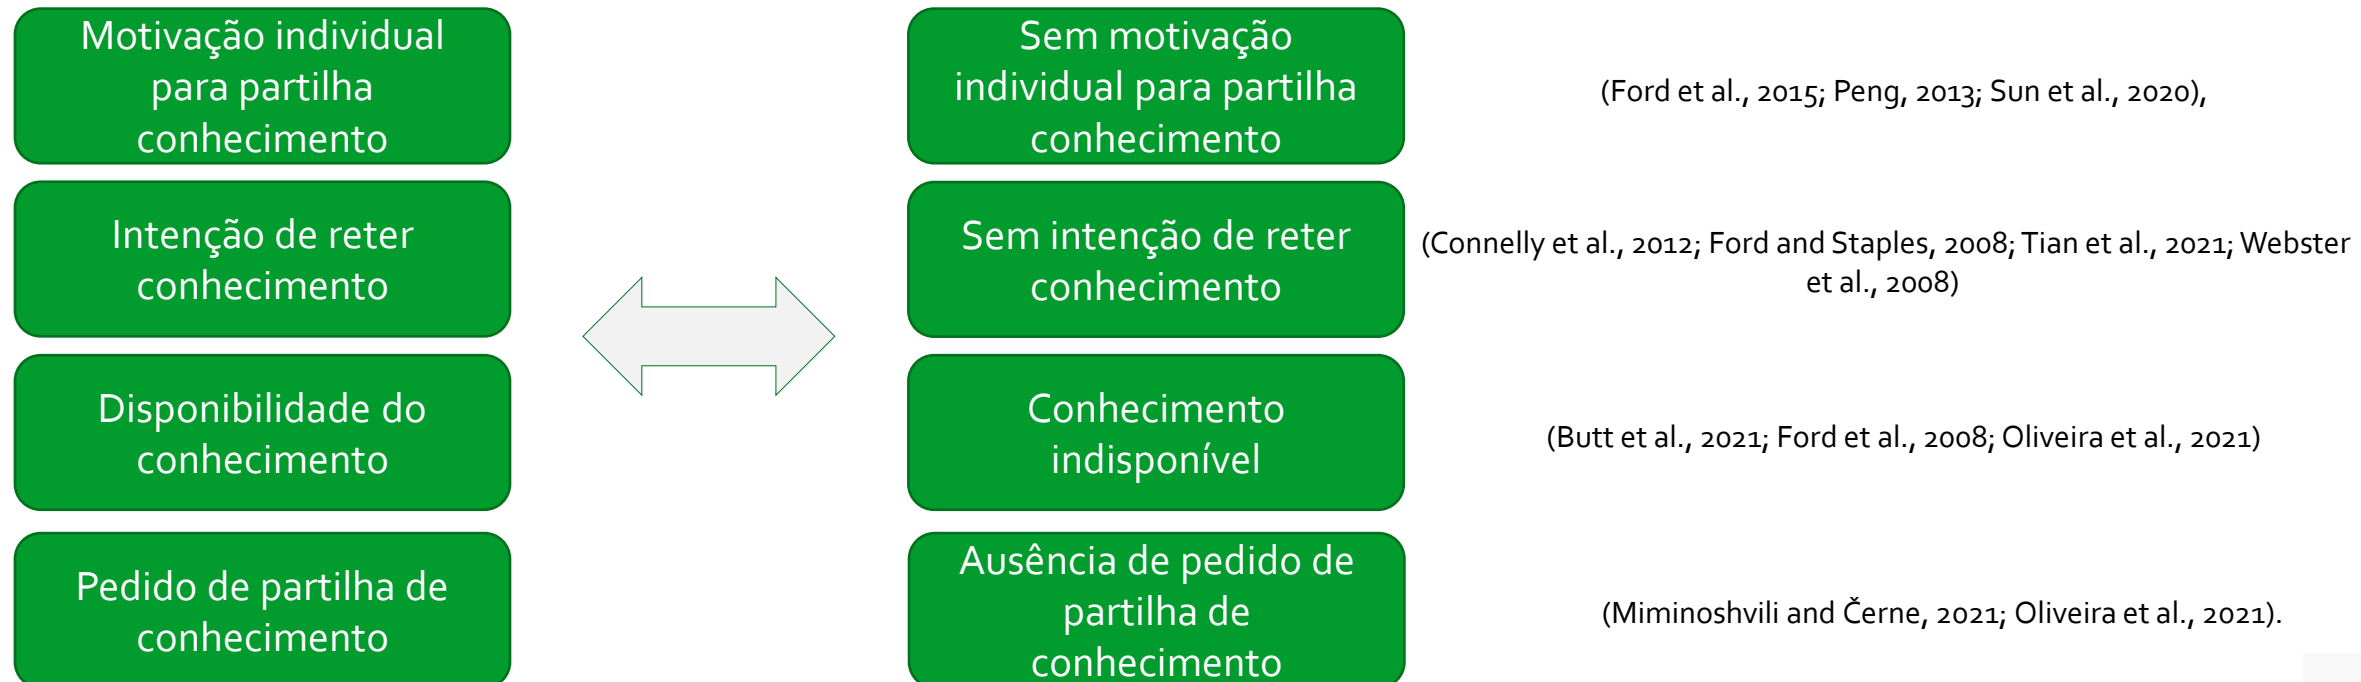 Motivação individual
para partilha
conhecimento
Sem motivação
individual para partilha
conhecimento
(Ford et al., 2015; Peng, 2013; Sun et al., 2020),
Intenção de reter
conhecimento
Sem intenção de reter
conhecimento
(Connelly et al., 2012; Ford and Staples, 2008; Tian et al., 2021; Webster
et al., 2008)
Disponibilidade do
conhecimento
Conhecimento
indisponível
(Butt et al., 2021; Ford et al., 2008; Oliveira et al., 2021)
Pedido de partilha de
conhecimento
Ausência de pedido de
partilha de
conhecimento
(Miminoshvili and Černe, 2021; Oliveira et al., 2021).